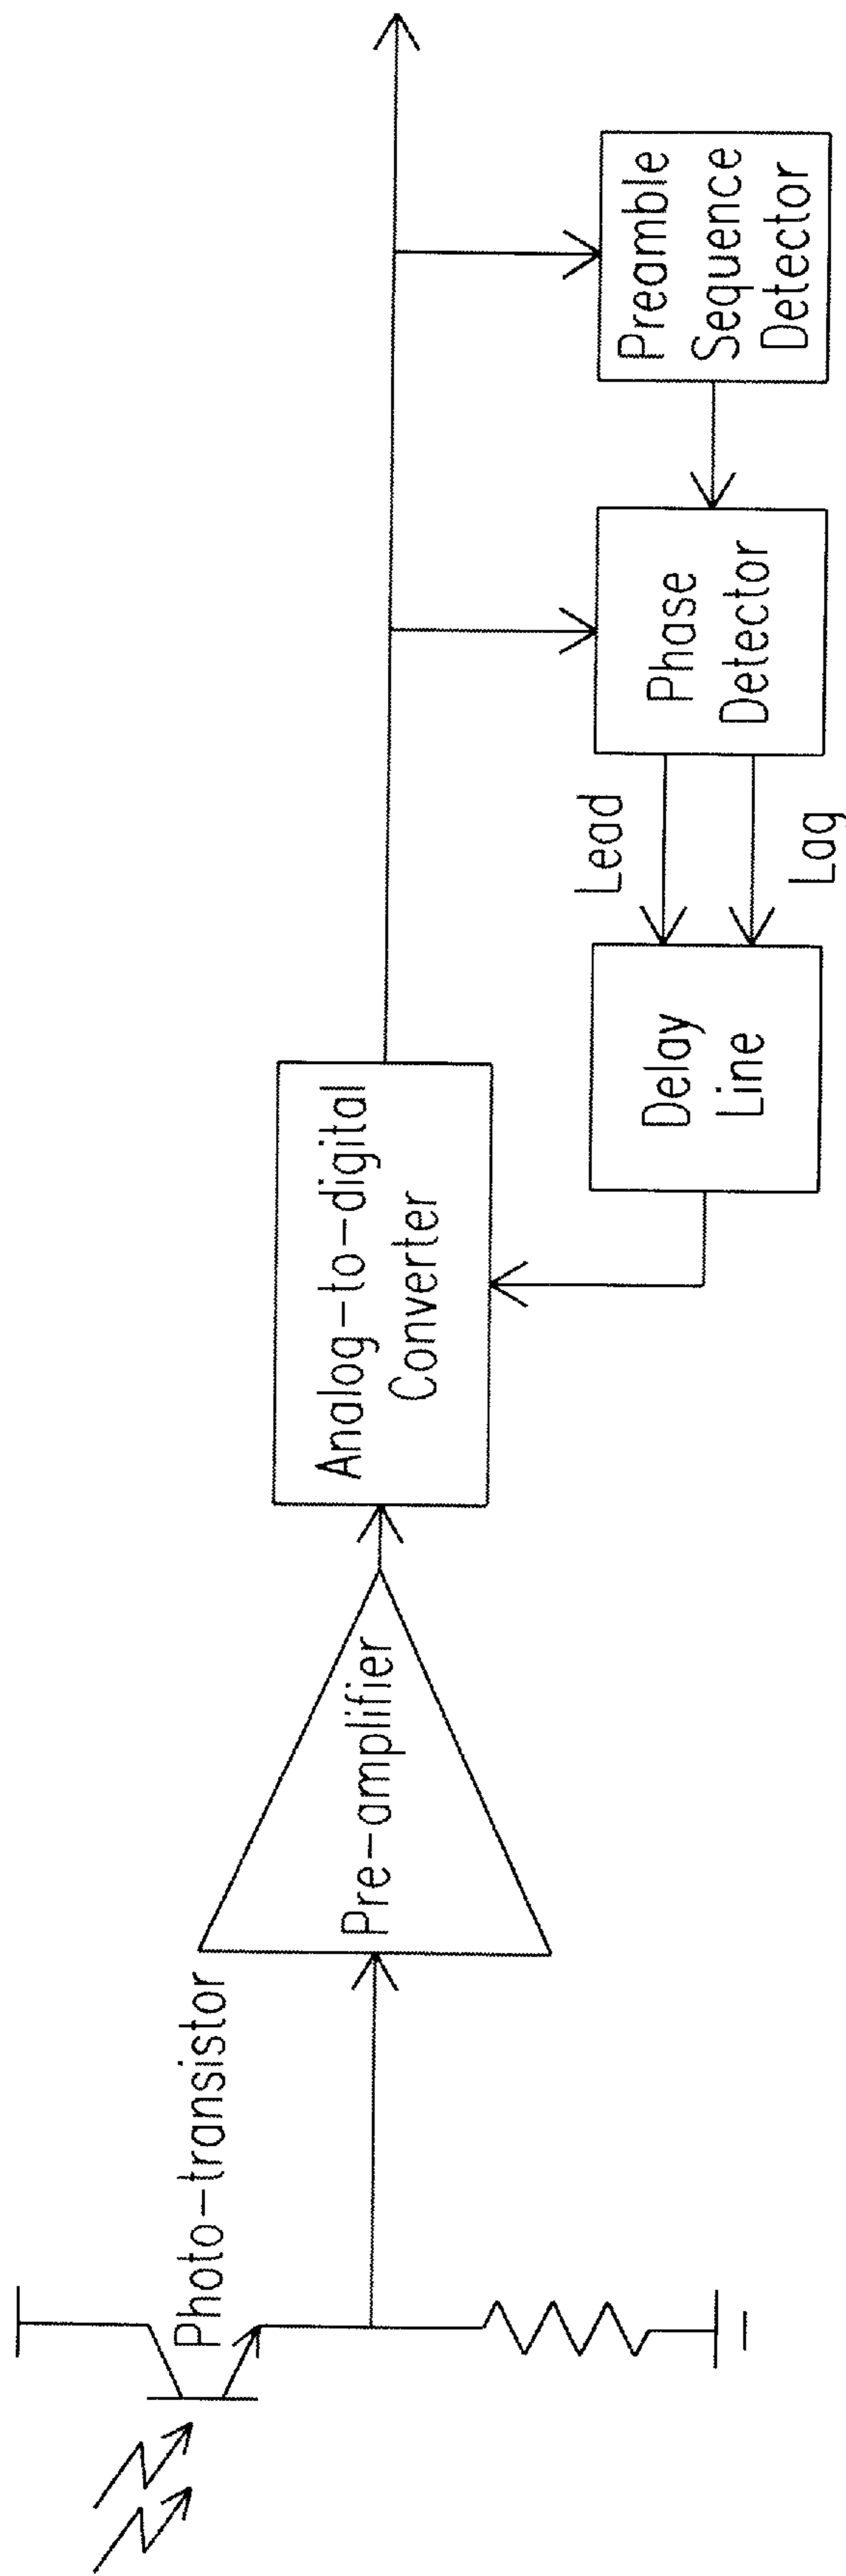 Photo-transistor
Pre-amplifier
Analog-to-digital
Converter
Delay
Line
Lead
Lag
Phase
Detector
Preamble
Sequence
Detector